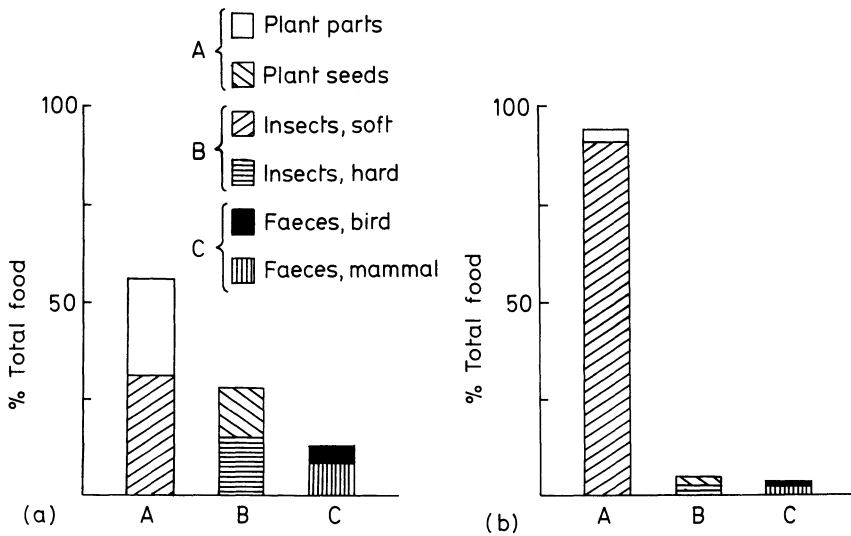 A
Plant parts
Plant seeds
B
Insects, soft
Insects, hard
C
Faeces, bird
Faeces, mammal
100
50
% Total food
(a)
A B C
100
50
% Total food
(b)
A B C